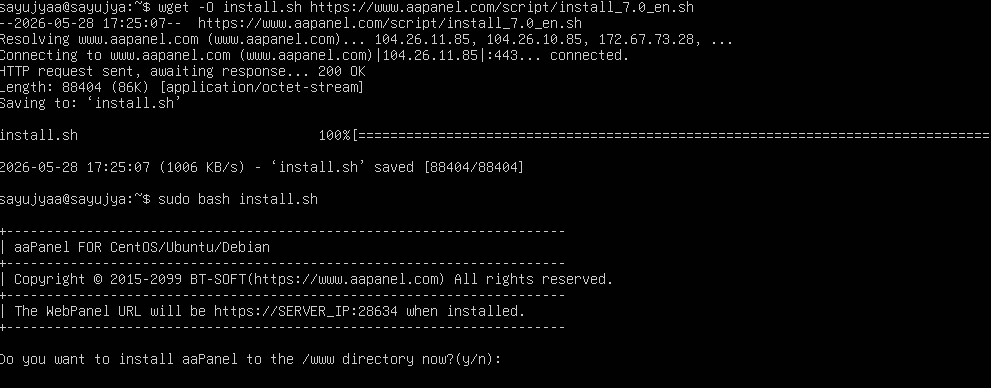 sayujyaa@sayujya:~$ wget -O install.sh https://www.aapanel.com/script/install_7.0_en.sh
--2026-05-28 17:25:07--  https://www.aapanel.com/script/install_7.0_en.sh
Resolving www.aapanel.com (www.aapanel.com)... 104.26.11.85, 104.26.10.85, 172.67.73.28, ...
Connecting to www.aapanel.com (www.aapanel.com)|104.26.11.85|:443... connected.
HTTP request sent, awaiting response... 200 OK
Length: 88404 (86K) [application/octet-stream]
Saving to: ‘install.sh’
install.sh 100%[===============================================================================
2026-05-28 17:25:07 (1006 KB/s) - ‘install.sh’ saved [88404/88404]
sayujyaa@sayujya:~$ sudo bash install.sh
+----------------------------------------------------------------------
| aaPanel FOR CentOS/Ubuntu/Debian
+----------------------------------------------------------------------
| Copyright © 2015-2099 BT-SOFT(https://www.aapanel.com) All rights reserved.
+----------------------------------------------------------------------
| The WebPanel URL will be https://SERVER_IP:28634 when installed.
+----------------------------------------------------------------------
Do you want to install aaPanel to the /www directory now?(y/n):